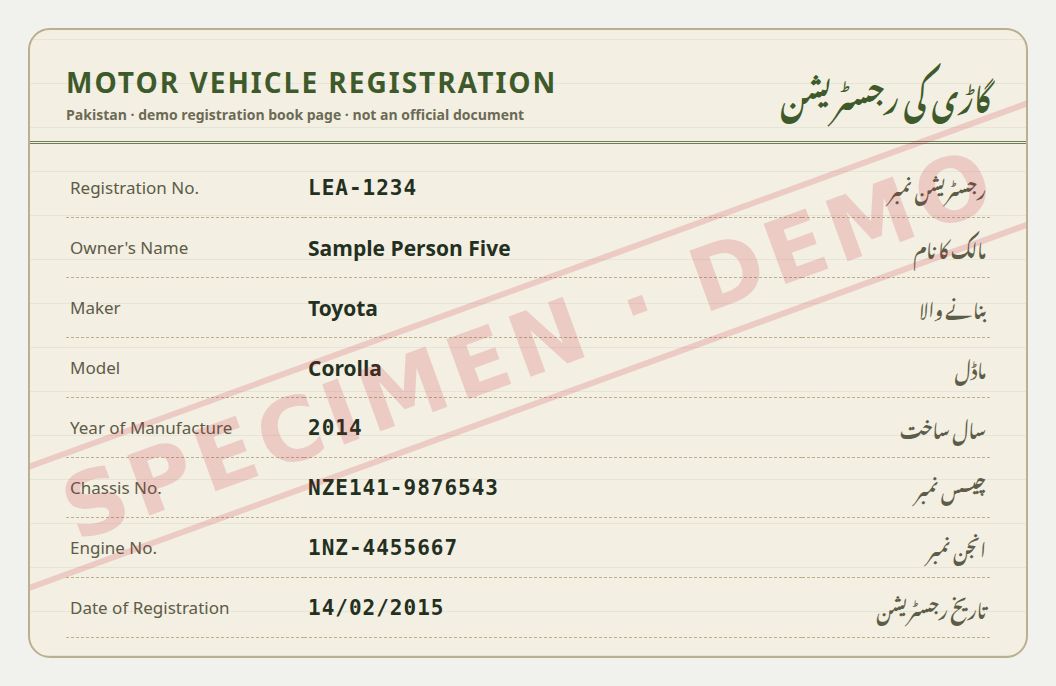 MOTOR VEHICLE REGISTRATION
گاڑی کی رجسٹریشن
Pakistan · demo registration book page · not an official document
Registration No. LEA-1234 رجسٹریشن نمبر
Owner's Name Sample Person Five مالک کا نام
Maker Toyota بنانے والا
Model Corolla ماڈل
Year of Manufacture 2014 سال ساخت
Chassis No. NZE141-9876543 چیسس نمبر
Engine No. 1NZ-4455667 انجن نمبر
Date of Registration 14/02/2015 تاریخ رجسٹریشن
SPECIMEN · DEMO